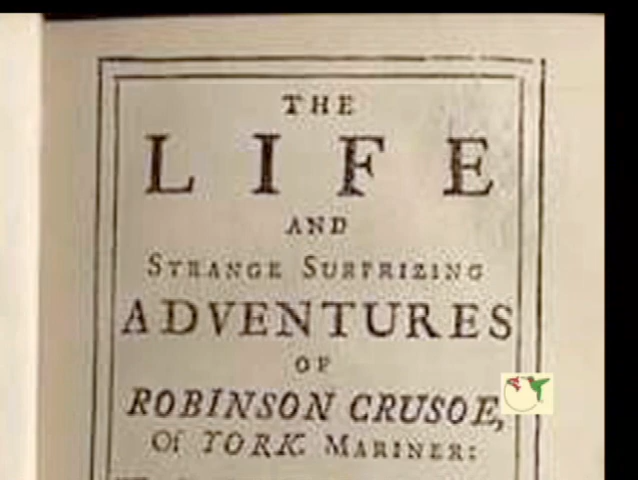 THE
LIFE
AND
STRANGE SURPRIZING
ADVENTURES
OF
ROBINSON CRUSOE,
Of YORK. MARINER: